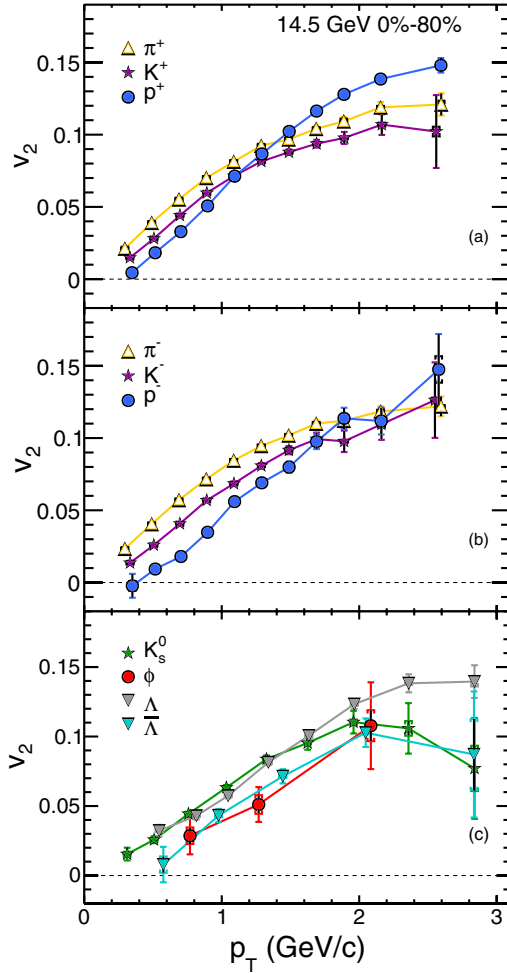 14.5 GeV 0%-80%
π+
K+
p+
0.15
0.1
0.05
0
v2
(a)
π-
K-
p-
0.15
0.1
0.05
0
v2
(b)
K0s
ϕ
Λ
Λ̅
0.15
0.1
0.05
0
v2
(c)
0 1 2 3
pT (GeV/c)